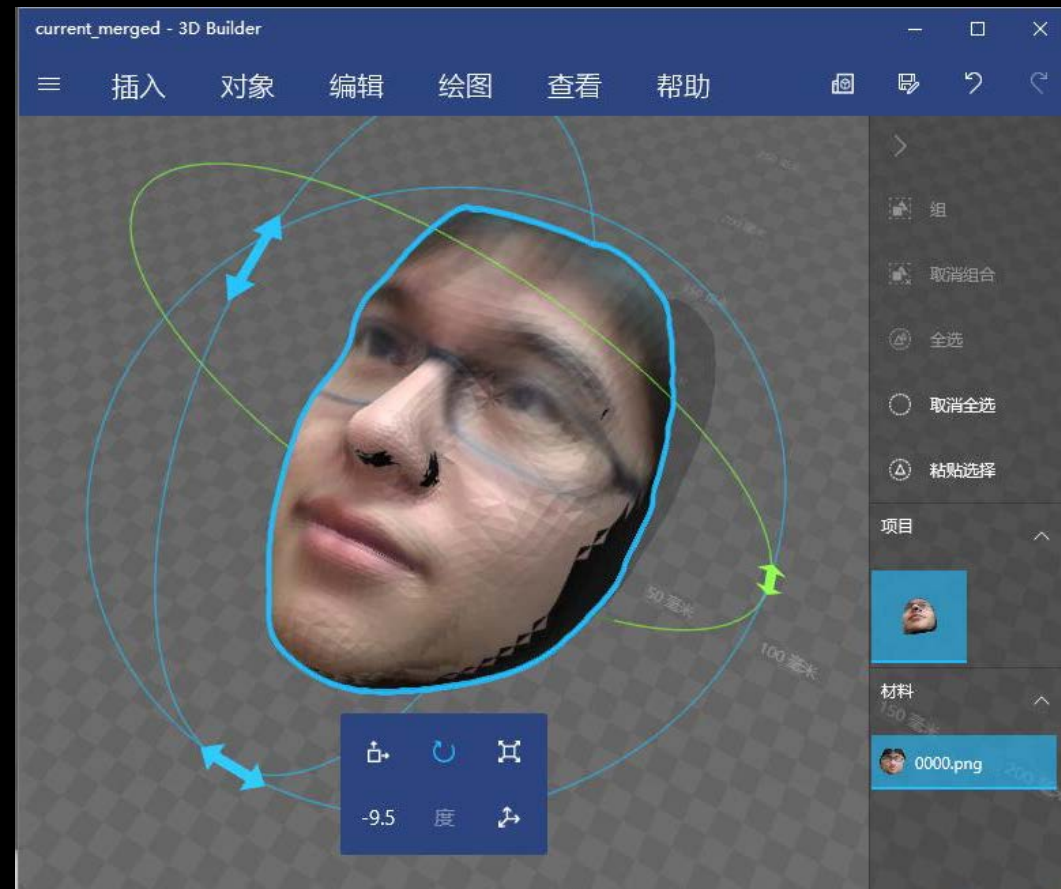 current_merged - 3D Builder
插入 对象 编辑 绘图 查看 帮助
组
取消组合
全选
取消全选
粘贴选择
项目
50 毫米
100 毫米
材料
150 毫米
0000.png
200
-9.5 度